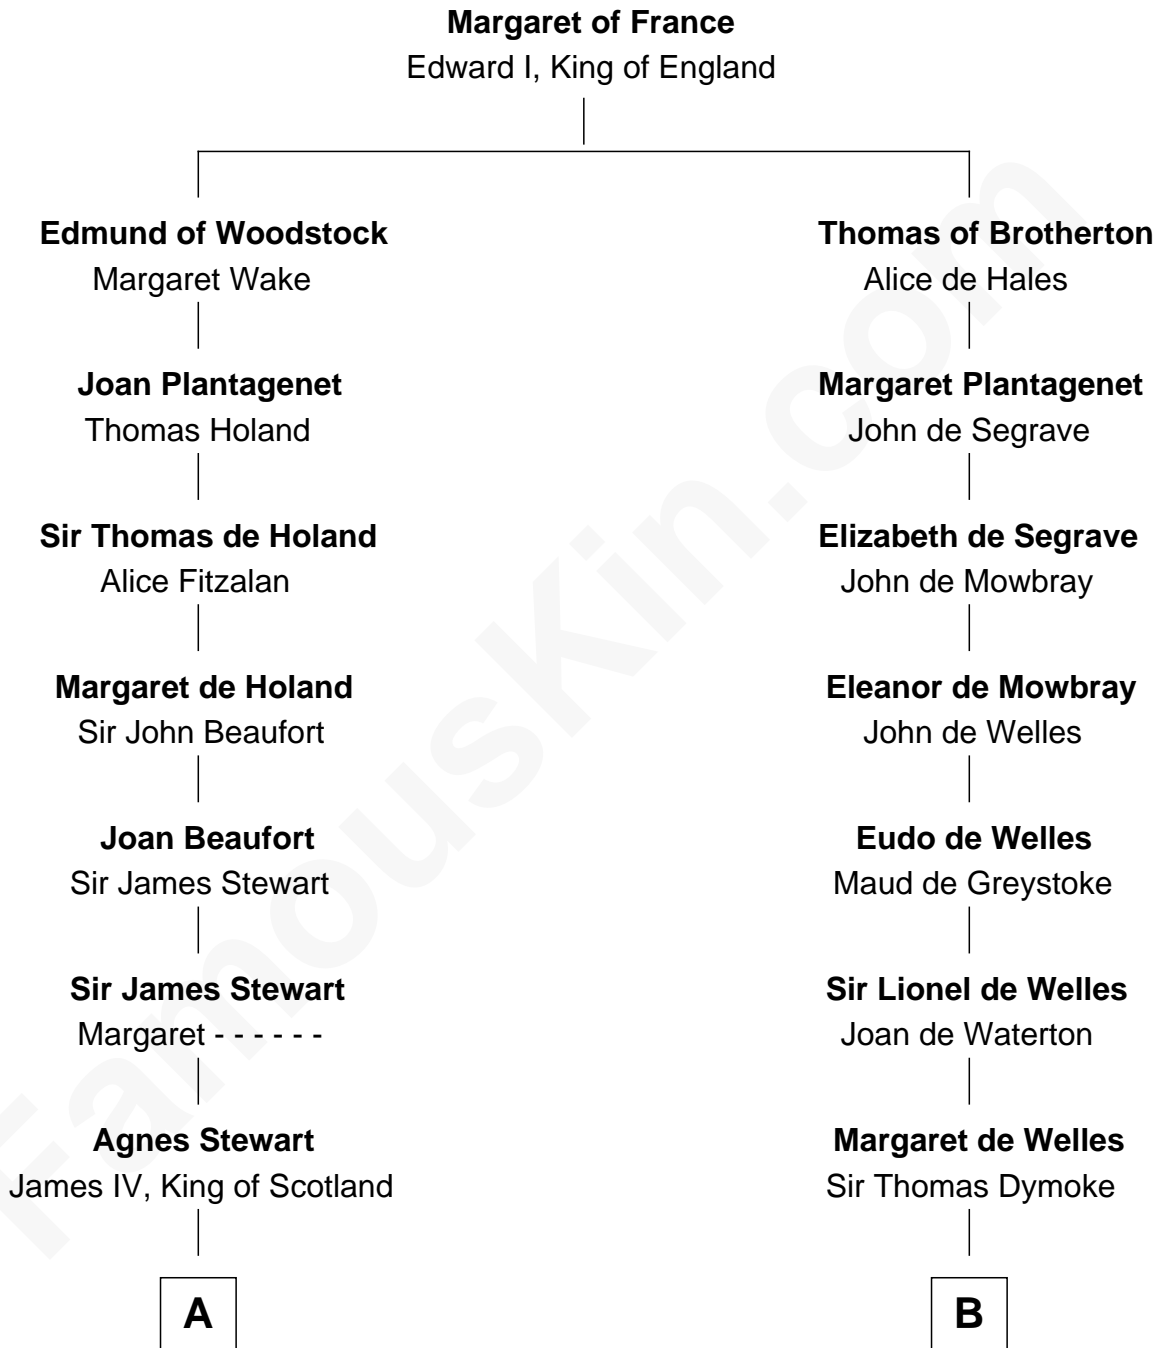 Margaret of France
Edward I, King of England
Edmund of Woodstock
Margaret Wake
Thomas of Brotherton
Alice de Hales
Joan Plantagenet
Thomas Holand
Margaret Plantagenet
John de Segrave
Sir Thomas de Holand
Alice Fitzalan
Elizabeth de Segrave
John de Mowbray
Margaret de Holand
Sir John Beaufort
Eleanor de Mowbray
John de Welles
Joan Beaufort
Sir James Stewart
Eudo de Welles
Maud de Greystoke
Sir James Stewart
Margaret - - - - - -
Sir Lionel de Welles
Joan de Waterton
Agnes Stewart
James IV, King of Scotland
Margaret de Welles
Sir Thomas Dymoke
A
B
FamousKin.com